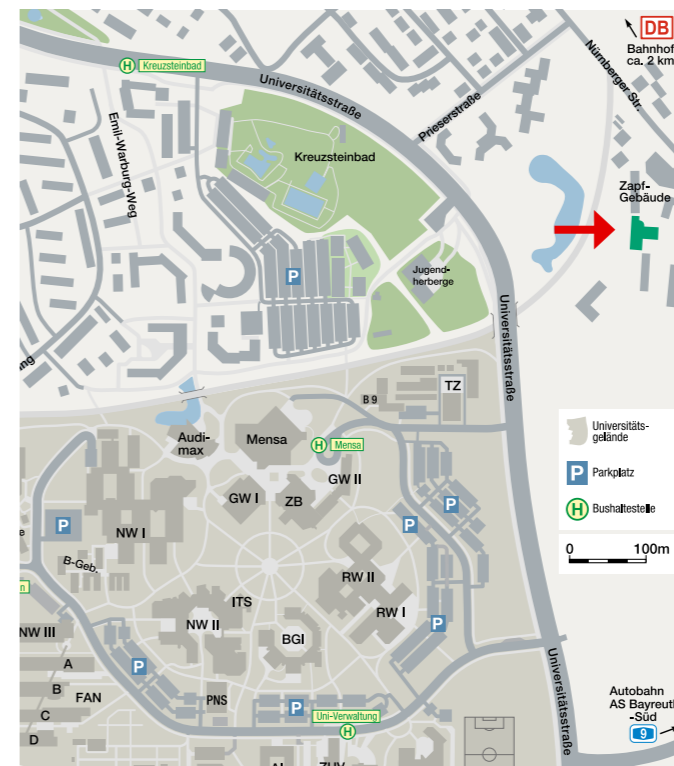 DB
Bahnhof
ca. 2 km
Nürnberger Str.
H Kreuzsteinbad
Universitätsstraße
Prieserstraße
Emil-Warburg-Weg
Kreuzsteinbad
Zapf-
Gebäude
P
Jugend-
herberge
Universitätsstraße
TZ
B 9
Audi-
max
Mensa
H Mensa
Universitäts-
gelände
P Parkplatz
H Bushaltestelle
0 100m
GW II
GW I
ZB
P
P
P
NW I
B-Geb.
RW II
RW I
ITS
NW II
BGI
P
NW III
A
B
C
D
FAN
P
PNS
P
Uni-Verwaltung
H
Universitätsstraße
Autobahn
AS Bayreuth
-Süd
9